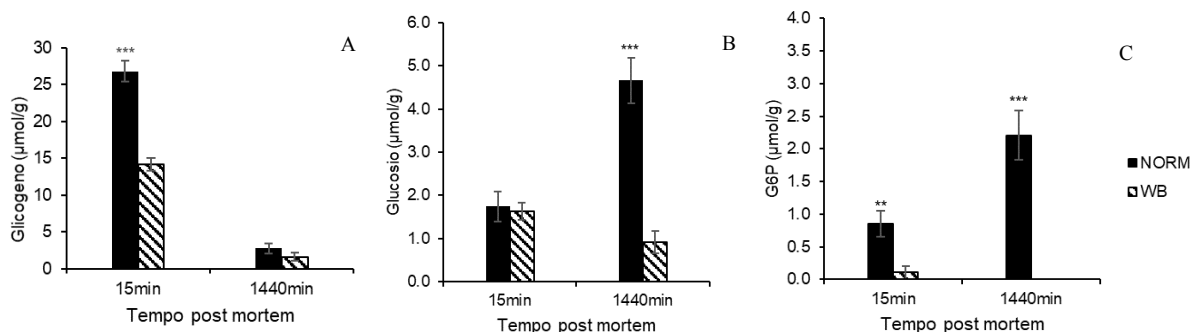 A
Glicogeno (µmol/g)
30
25
20
15
10
5
0
***
15min
1440min
Tempo post mortem
B
Glucosio (µmol/g)
6.0
5.0
4.0
3.0
2.0
1.0
0.0
***
15min
1440min
Tempo post mortem
C
G6P (µmol/g)
4.0
3.5
3.0
2.5
2.0
1.5
1.0
0.5
0.0
**
***
15min
1440min
Tempo post mortem
NORM
WB